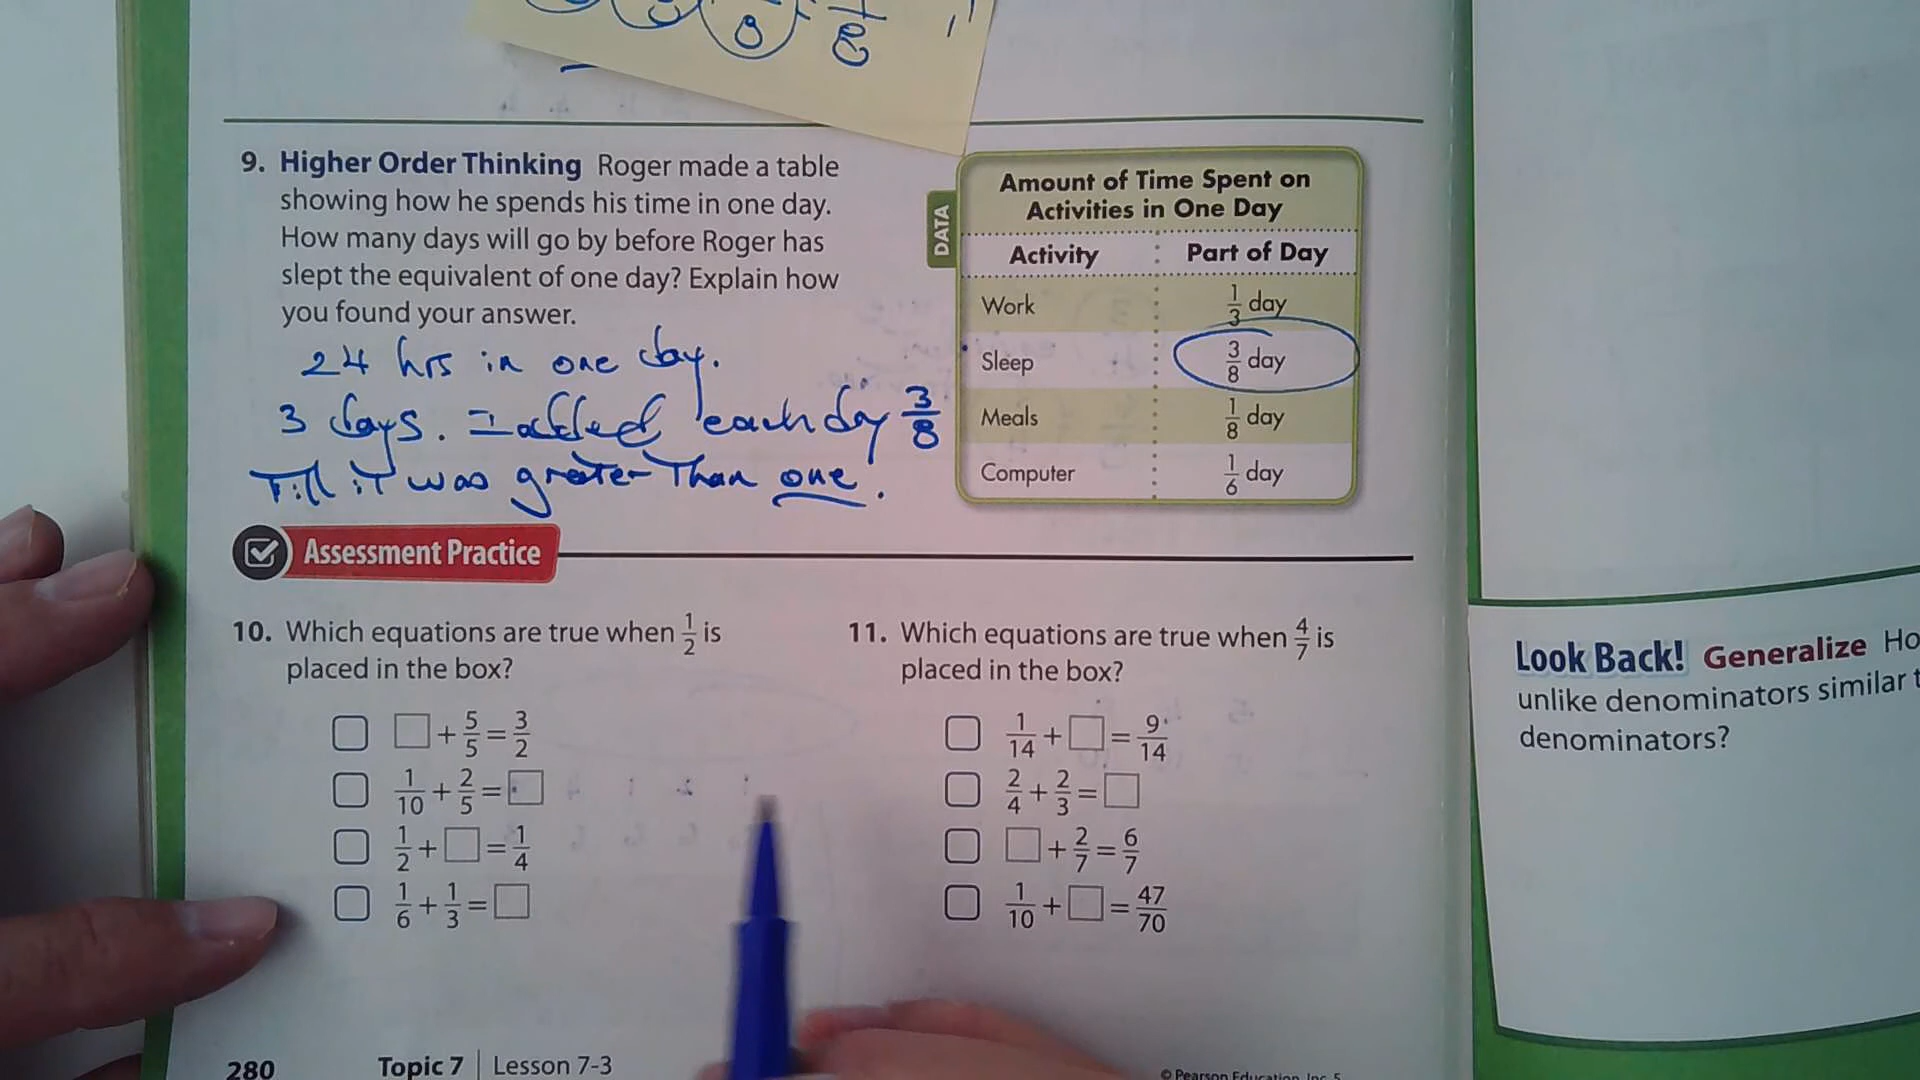 8 1/8
9. Higher Order Thinking Roger made a table
showing how he spends his time in one day.
How many days will go by before Roger has
slept the equivalent of one day? Explain how
you found your answer.
24 hrs in one day.
3 days. I added each day 3/8
Till it was greater Than one.
DATA
Amount of Time Spent on
Activities in One Day
Activity Part of Day
Work 1/3 day
Sleep 3/8 day
Meals 1/8 day
Computer 1/6 day
Assessment Practice
10. Which equations are true when 1/2 is
placed in the box?
□ □ + 5/5 = 3/2
□ 1/10 + 2/5 = □
□ 1/2 + □ = 1/4
□ 1/6 + 1/3 = □
11. Which equations are true when 4/7 is
placed in the box?
□ 1/14 + □ = 9/14
□ 2/4 + 2/3 = □
□ □ + 2/7 = 6/7
□ 1/10 + □ = 47/70
280 Topic 7 | Lesson 7-3
© Pearson Education, Inc. 5
Look Back! Generalize Ho
unlike denominators similar t
denominators?